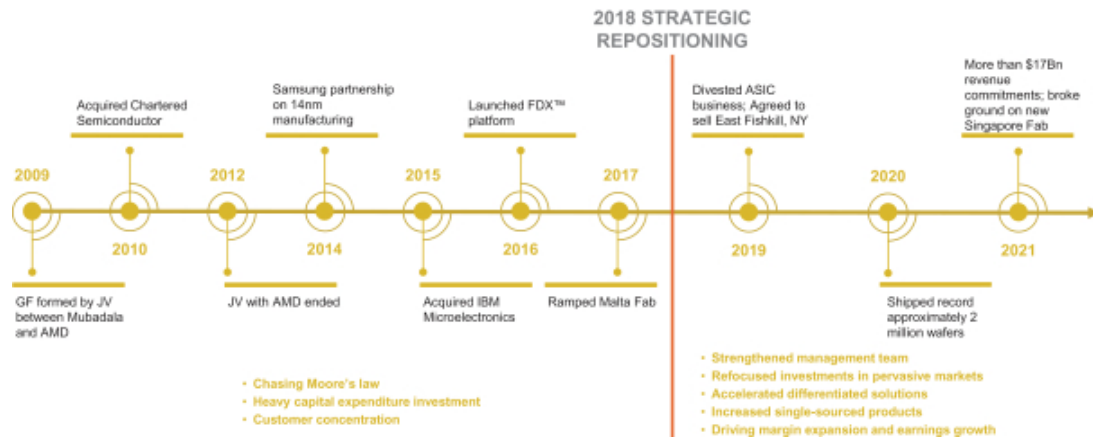 2018 STRATEGIC
REPOSITIONING
Acquired Chartered
Semiconductor
Samsung partnership
on 14nm
manufacturing
Launched FDX™
platform
Divested ASIC
business; Agreed to
sell East Fishkill, NY
More than $17Bn
revenue
commitments; broke
ground on new
Singapore Fab
2009
2012
2015
2017
2020
2010
2014
2016
2019
2021
GF formed by JV
between Mubadala
and AMD
JV with AMD ended
Acquired IBM
Microelectronics
Ramped Malta Fab
Shipped record
approximately 2
million wafers
• Chasing Moore's law
• Heavy capital expenditure investment
• Customer concentration
• Strengthened management team
• Refocused investments in pervasive markets
• Accelerated differentiated solutions
• Increased single-sourced products
• Driving margin expansion and earnings growth